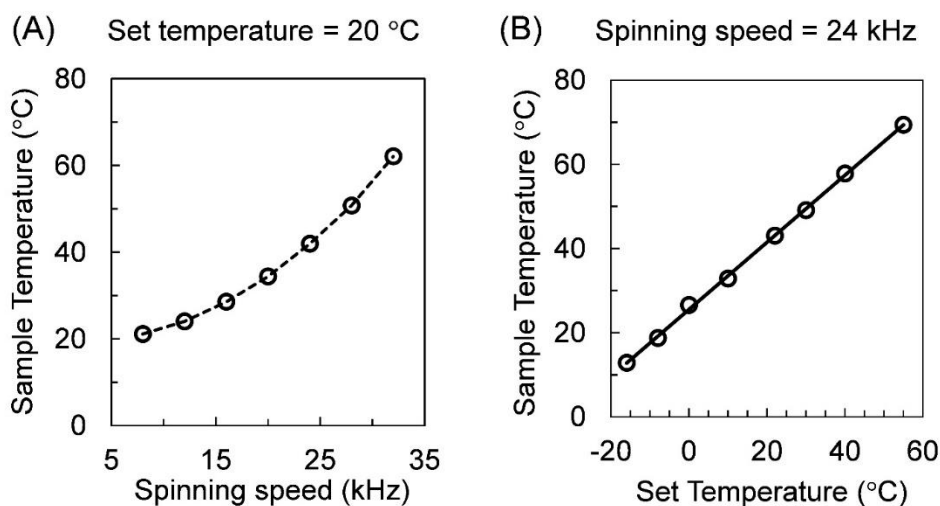 (A) Set temperature = 20 °C
Sample Temperature (°C)
80
60
40
20
0
5 15 25 35
Spinning speed (kHz)
(B) Spinning speed = 24 kHz
Sample Temperature (°C)
80
60
40
20
0
-20 0 20 40 60
Set Temperature (°C)